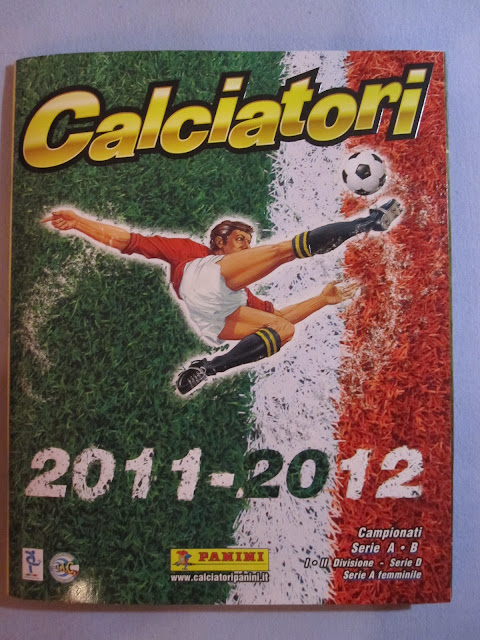 Calciatori
2011-2012
Campionati
Serie A • B
I • II Divisione - Serie D
Serie A femminile
PANINI
www.calciatoripanini.it